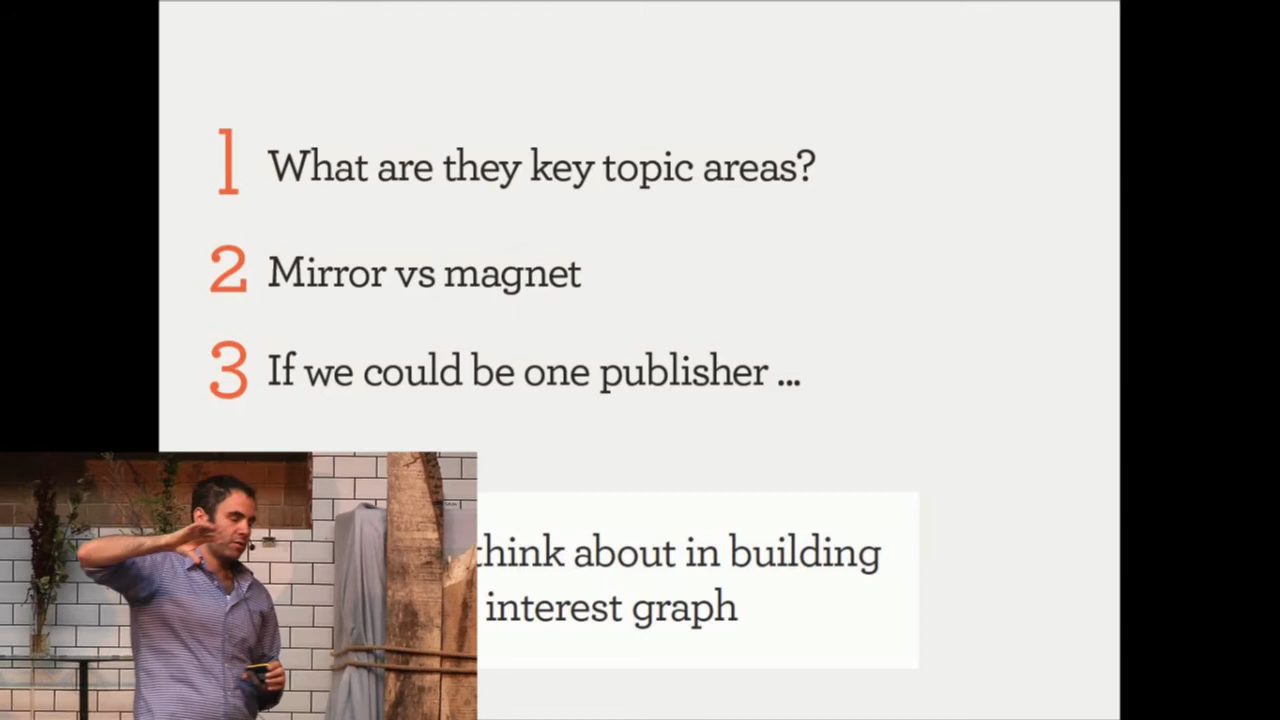 1 What are they key topic areas?
2 Mirror vs magnet
3 If we could be one publisher ...
think about in building
interest graph